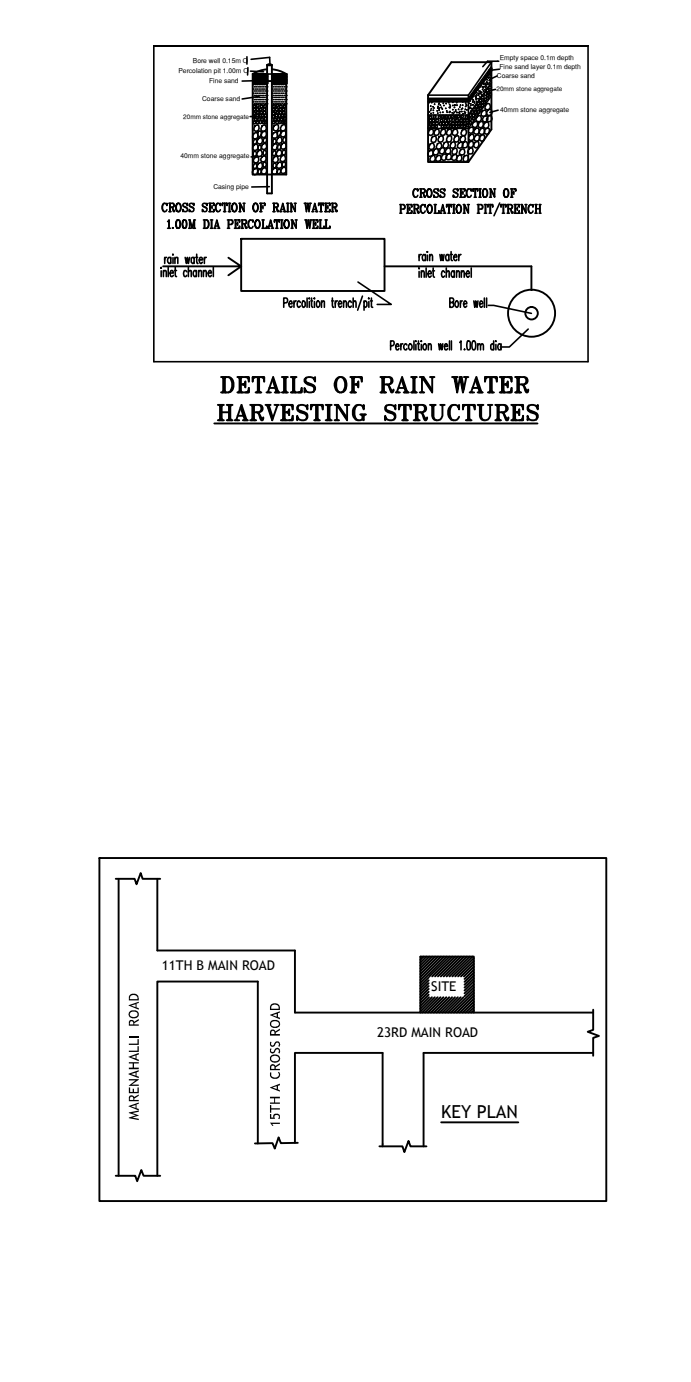 Bore well 0.15m
Percolation pit 1.00m
Fine sand
Coarse sand
20mm stone aggregate
40mm stone aggregate
Casing pipe
CROSS SECTION OF RAIN WATER
1.00M DIA PERCOLATION WELL
Empty space 0.1m depth
Fine sand layer 0.1m depth
Coarse sand
20mm stone aggregate
40mm stone aggregate
CROSS SECTION OF
PERCOLATION PIT/TRENCH
rain water
inlet channel
Percolition trench/pit
rain water
inlet channel
Bore well
Percolition well 1.00m dia
DETAILS OF RAIN WATER
HARVESTING STRUCTURES
11TH B MAIN ROAD
MARENAHALLI ROAD
15TH A CROSS ROAD
SITE
23RD MAIN ROAD
KEY PLAN